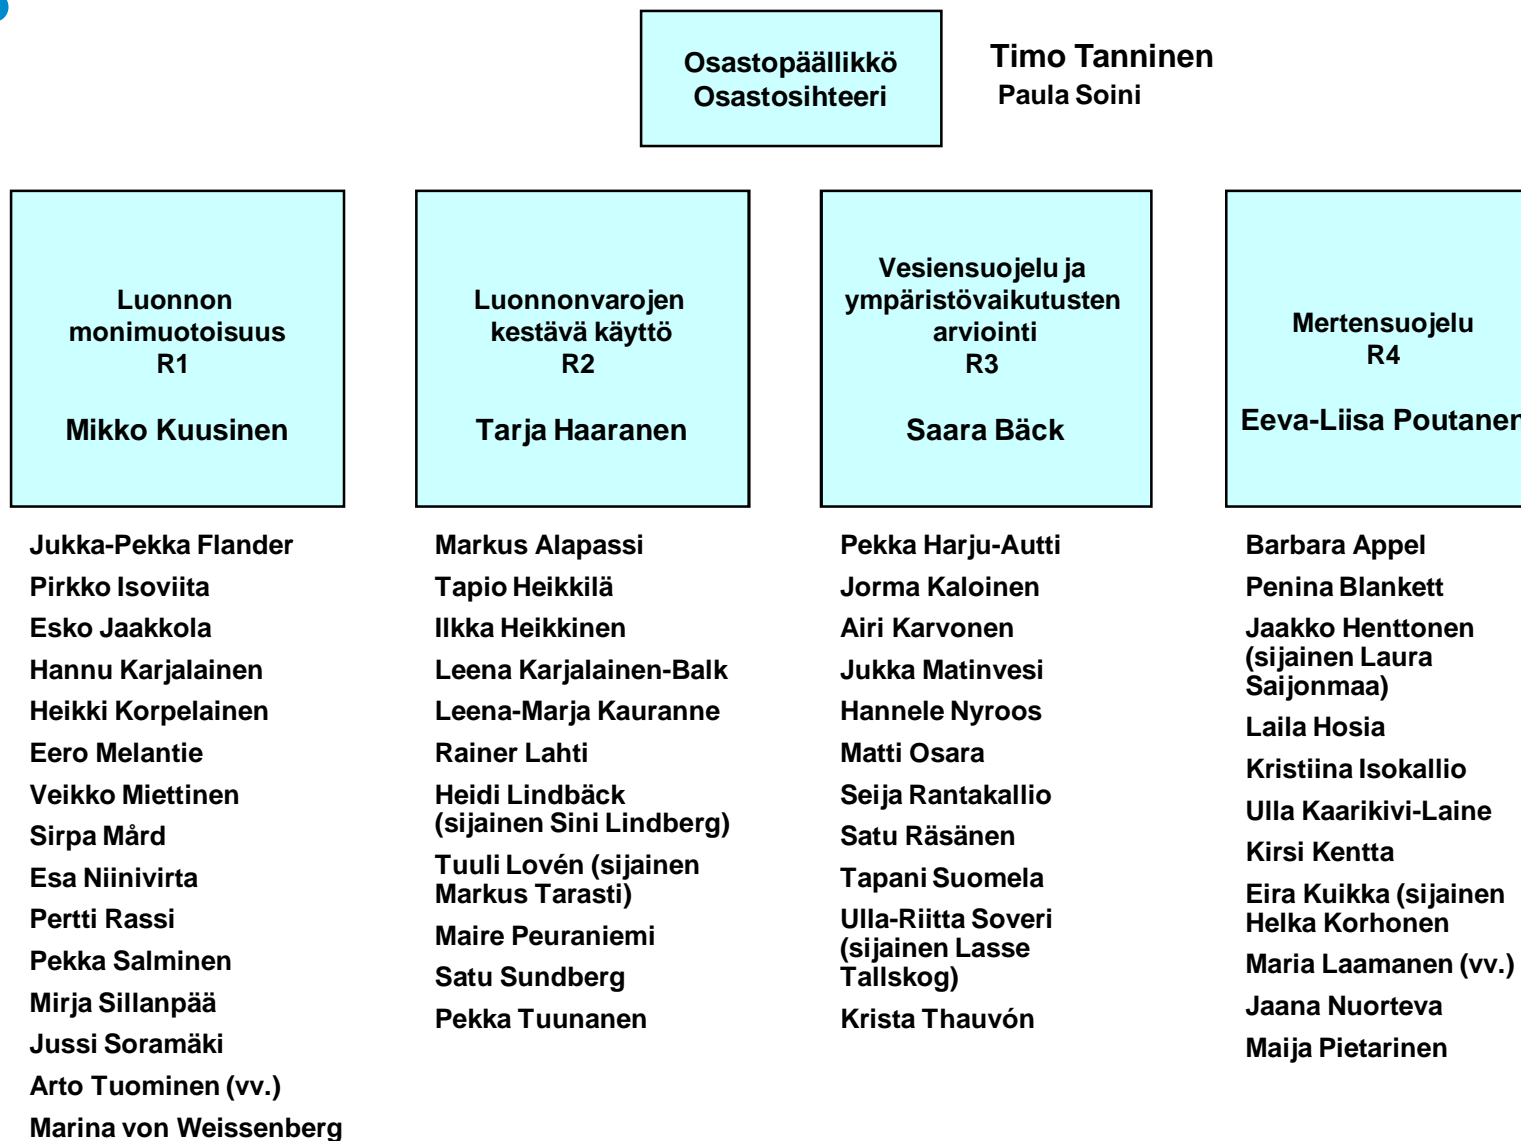 Osastopäällikkö
Osastosihteeri
Timo Tanninen
Paula Soini
Luonnon
monimuotoisuus
R1
Mikko Kuusinen
Luonnonvarojen
kestävä käyttö
R2
Tarja Haaranen
Vesiensuojelu ja
ympäristövaikutusten
arviointi
R3
Saara Bäck
Mertensuojelu
R4
Eeva-Liisa Poutanen
Jukka-Pekka Flander
Pirkko Isoviita
Esko Jaakkola
Hannu Karjalainen
Heikki Korpelainen
Eero Melantie
Veikko Miettinen
Sirpa Mård
Esa Niinivirta
Pertti Rassi
Pekka Salminen
Mirja Sillanpää
Jussi Soramäki
Arto Tuominen (vv.)
Marina von Weissenberg
Markus Alapassi
Tapio Heikkilä
Ilkka Heikkinen
Leena Karjalainen-Balk
Leena-Marja Kauranne
Rainer Lahti
Heidi Lindbäck
(sijainen Sini Lindberg)
Tuuli Lovén (sijainen
Markus Tarasti)
Maire Peuraniemi
Satu Sundberg
Pekka Tuunanen
Pekka Harju-Autti
Jorma Kaloinen
Airi Karvonen
Jukka Matinvesi
Hannele Nyroos
Matti Osara
Seija Rantakallio
Satu Räsänen
Tapani Suomela
Ulla-Riitta Soveri
(sijainen Lasse
Tallskog)
Krista Thauvón
Barbara Appel
Penina Blankett
Jaakko Henttonen
(sijainen Laura
Saijonmaa)
Laila Hosia
Kristiina Isokallio
Ulla Kaarikivi-Laine
Kirsi Kentta
Eira Kuikka (sijainen
Helka Korhonen
Maria Laamanen (vv.)
Jaana Nuorteva
Maija Pietarinen